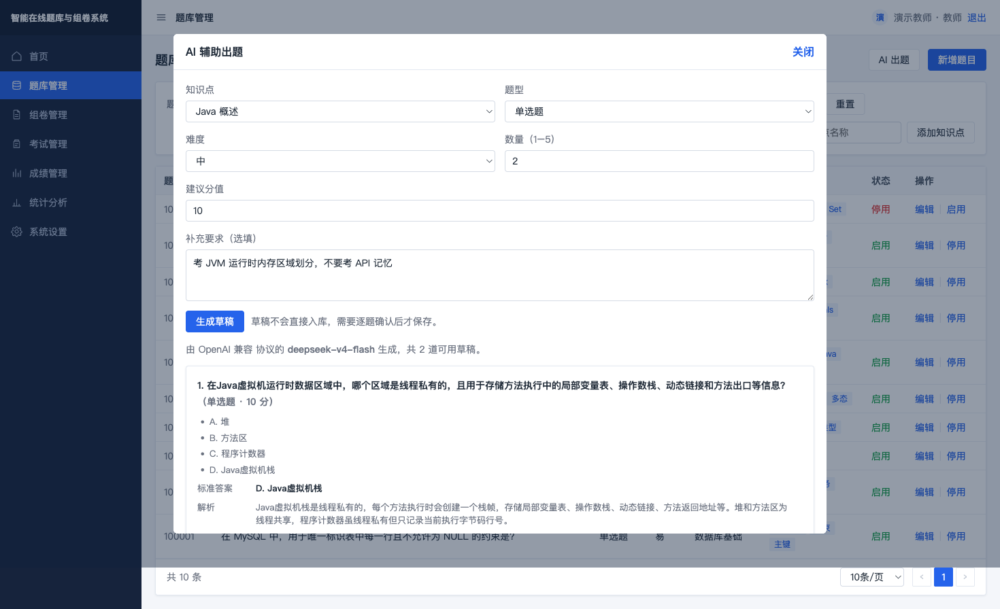 智能在线题库与组卷系统
首页
题库管理
组卷管理
考试管理
成绩管理
统计分析
系统设置
题库管理
演 演示教师 · 教师 退出
AI 出题 新增题目
重置
点名称 添加知识点
AI 辅助出题 关闭
知识点 题型
Java 概述 单选题
难度 数量（1—5）
中 2
建议分值
10
补充要求（选填）
考 JVM 运行时内存区域划分，不要考 API 记忆
生成草稿 草稿不会直接入库，需要逐题确认后才保存。
由 OpenAI 兼容 协议的 deepseek-v4-flash 生成，共 2 道可用草稿。
1. 在Java虚拟机运行时数据区域中，哪个区域是线程私有的，且用于存储方法执行中的局部变量表、操作数栈、动态链接和方法出口等信息?
（单选题 · 10 分）
A. 堆
B. 方法区
C. 程序计数器
D. Java虚拟机栈
标准答案 D. Java虚拟机栈
解析 Java虚拟机栈是线程私有的，每个方法执行时会创建一个栈帧，存储局部变量表、操作数栈、动态链接、方法返回地址等。堆和方法区为
线程共享，程序计数器虽线程私有但只记录当前执行字节码行号。
状态 操作
Set 停用 编辑 启用
启用 编辑 停用
启用 编辑 停用
启用 编辑 停用
启用 编辑 停用
多态 启用 编辑 停用
启用 编辑 停用
启用 编辑 停用
启用 编辑 停用
100001 在 MySQL 中，用于唯一标识表中每一行且不允许为 NULL 的约束是? 单选题 易 数据库基础 主键 启用 编辑 停用
共 10 条 10条/页 1